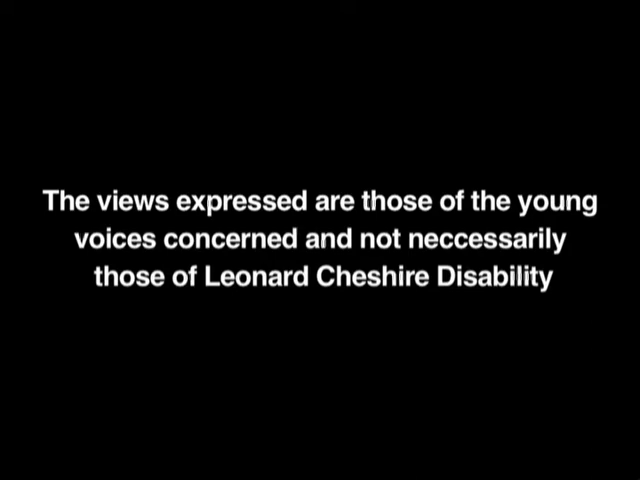 The views expressed are those of the young
voices concerned and not neccessarily
those of Leonard Cheshire Disability